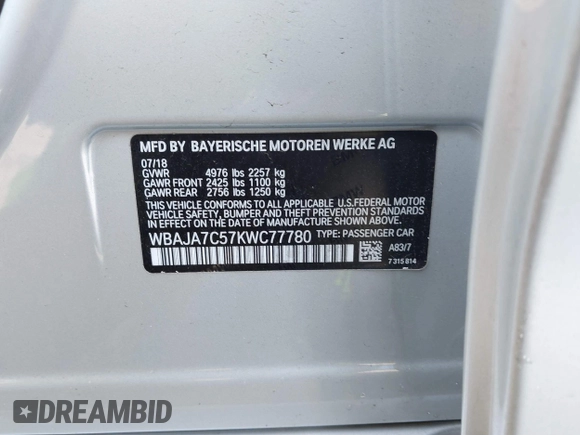 MFD BY BAYERISCHE MOTOREN WERKE AG
07/18
GVWR 4976 lbs 2257 kg
GAWR FRONT 2425 lbs 1100 kg
GAWR REAR 2756 lbs 1250 kg
THIS VEHICLE CONFORMS TO ALL APPLICABLE U.S.FEDERAL MOTOR
VEHICLE SAFETY, BUMPER AND THEFT PREVENTION STANDARDS IN
EFFECT ON THE DATE OF MANUFACTURE SHOWN ABOVE.
WBAJA7C57KWC77780 TYPE: PASSENGER CAR
A83/7
7 315 814
DREAMBID